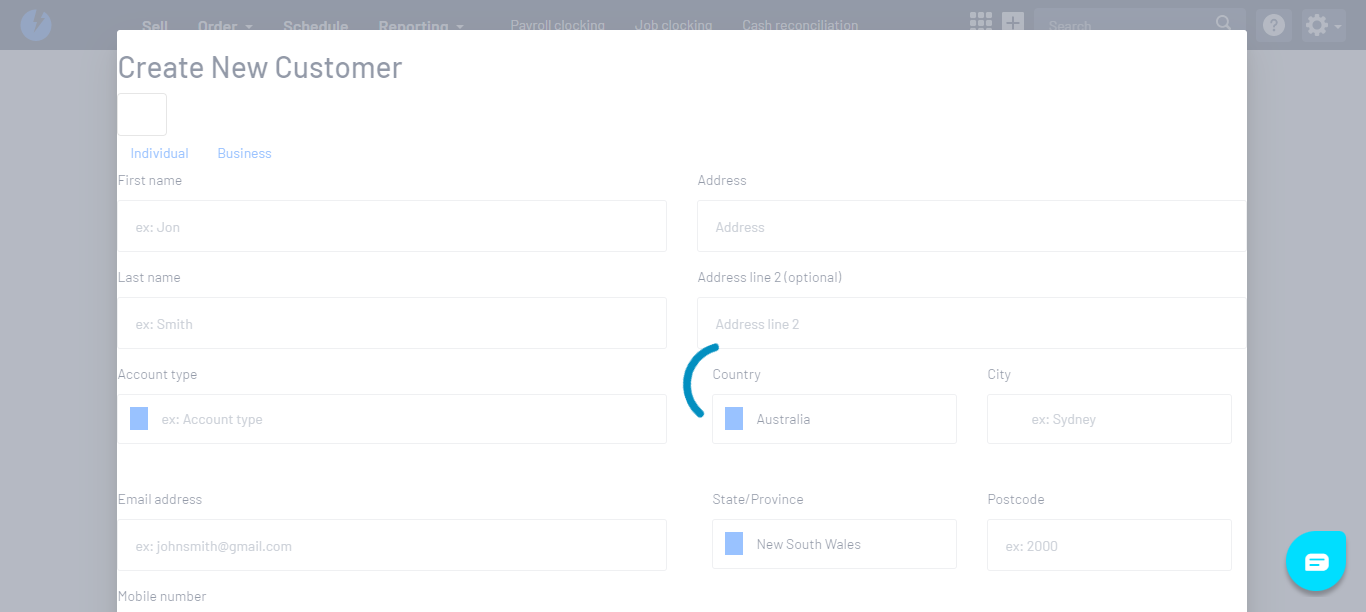 Sell Order Schedule Reporting Payroll clocking Job clocking Cash reconciliation Search
Create New Customer
Individual Business
First name Address
ex: Jon Address
Last name Address line 2 (optional)
ex: Smith Address line 2
Account type Country City
ex: Account type Australia ex: Sydney
Email address State/Province Postcode
ex: johnsmith@gmail.com New South Wales ex: 2000
Mobile number